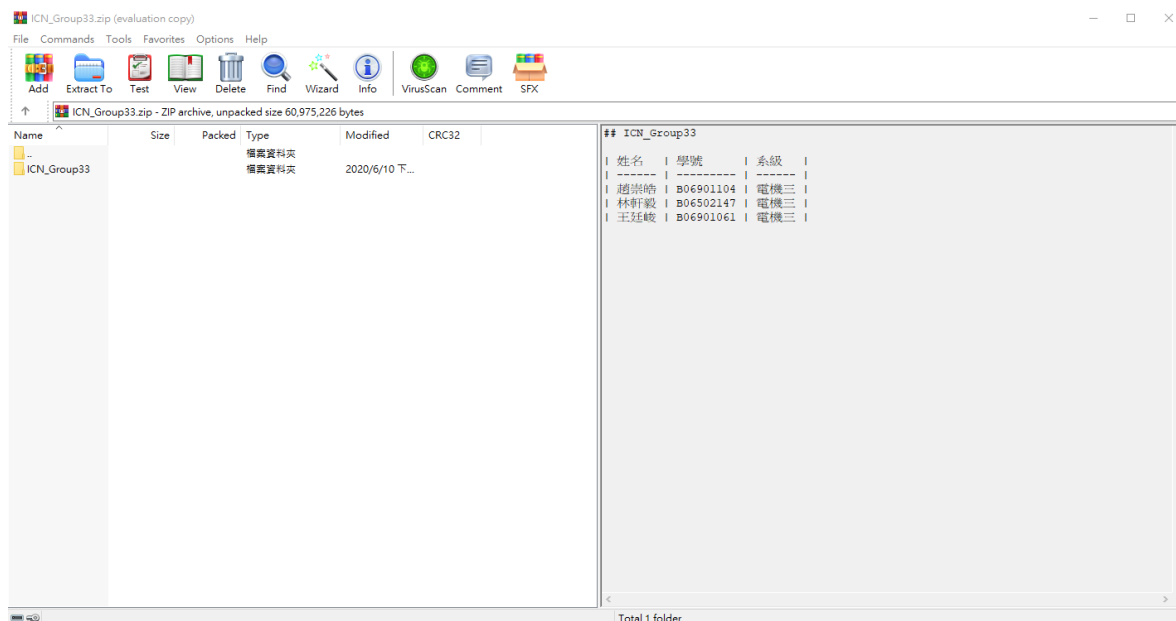 ICN_Group33.zip (evaluation copy)
File Commands Tools Favorites Options Help
Add Extract To Test View Delete Find Wizard Info VirusScan Comment SFX
ICN_Group33.zip - ZIP archive, unpacked size 60,975,226 bytes
Name Size Packed Type Modified CRC32
.. 檔案資料夾
ICN_Group33 檔案資料夾 2020/6/10 下...
## ICN_Group33
| 姓名 | 學號 | 系級 |
| ------ | --------- | ------ |
| 趙崇皓 | B06901104 | 電機三 |
| 林軒毅 | B06502147 | 電機三 |
| 王廷峻 | B06901061 | 電機三 |
Total 1 folder